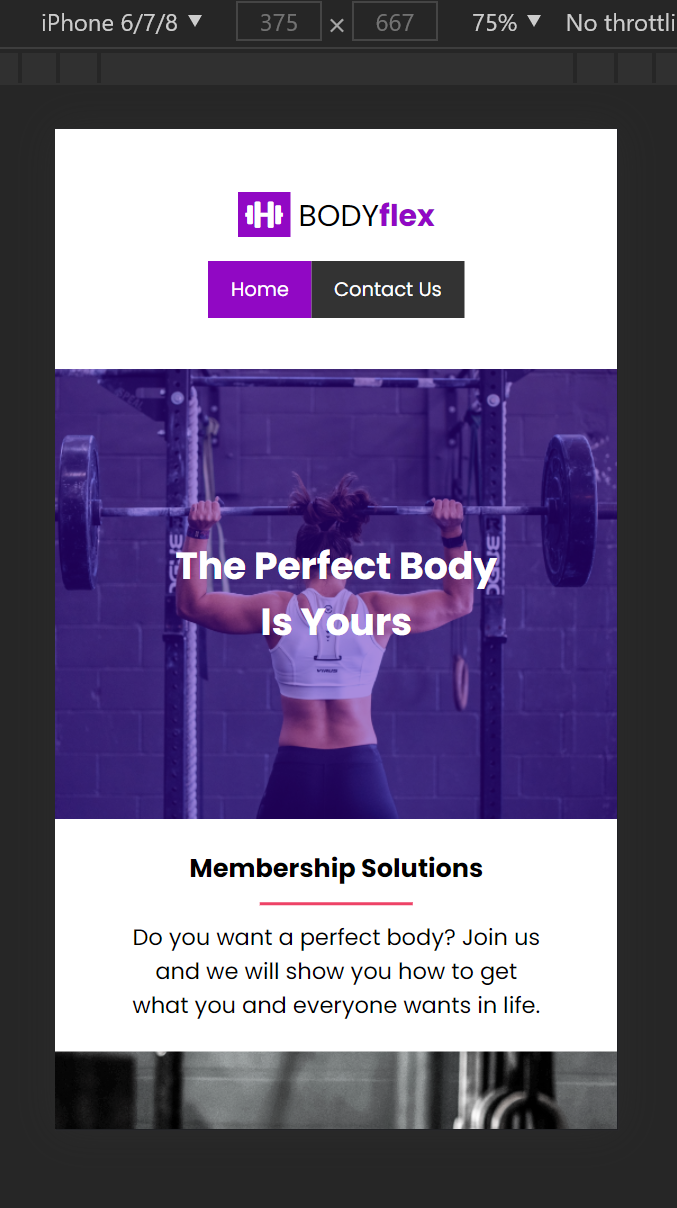 iPhone 6/7/8 ▼ 375 × 667 75% ▼ No throttli
BODYflex
Home Contact Us
The Perfect Body
Is Yours
Membership Solutions
Do you want a perfect body? Join us
and we will show you how to get
what you and everyone wants in life.